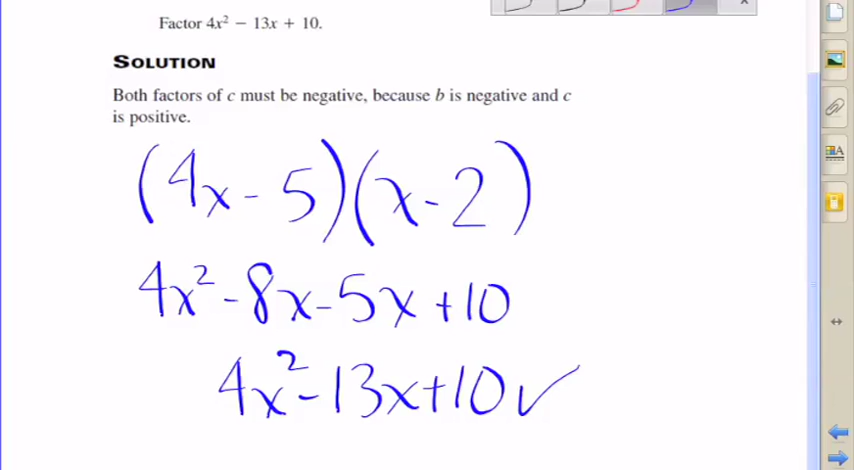 Factor 4x² − 13x + 10.
SOLUTION
Both factors of c must be negative, because b is negative and c
is positive.
(4x - 5)(x - 2)
4x² - 8x - 5x + 10
4x² - 13x + 10 ✓